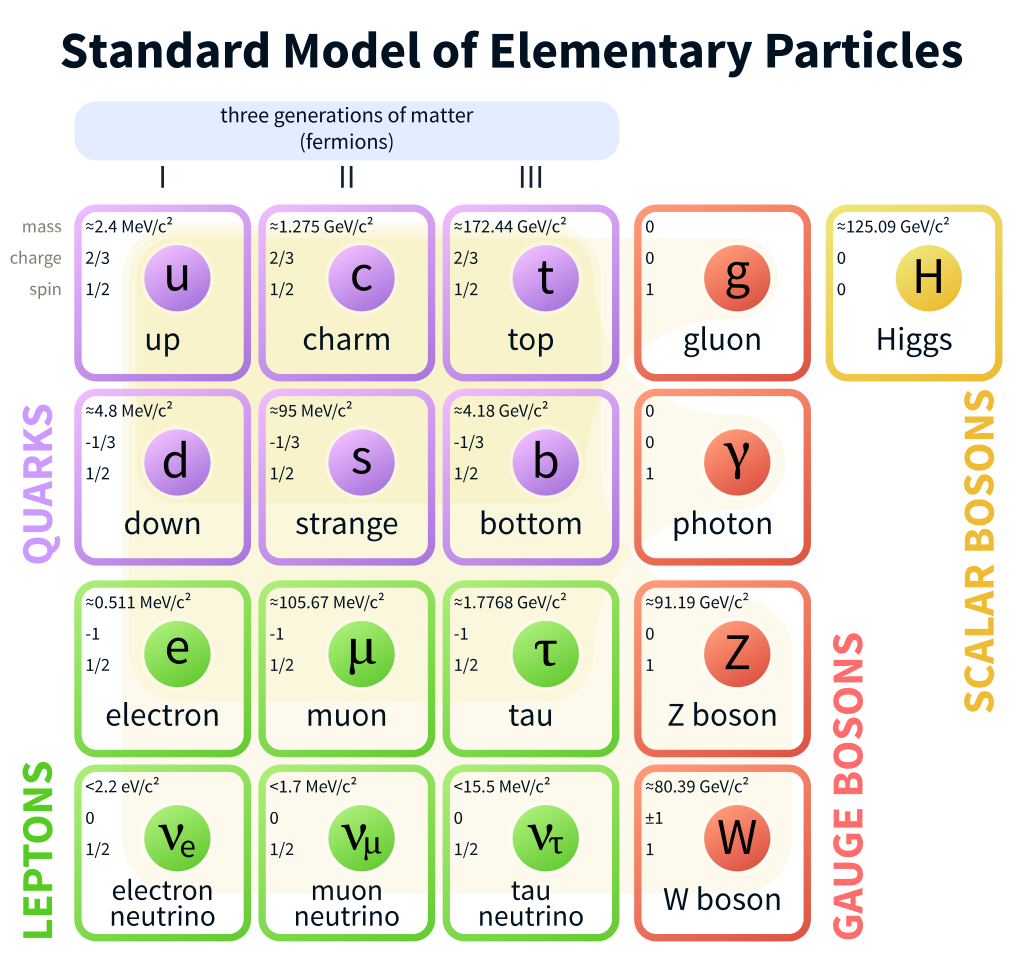 Standard Model of Elementary Particles
three generations of matter
(fermions)
I
II
III
mass
charge
spin
≈2.4 MeV/c²
2/3
1/2
u
up
≈1.275 GeV/c²
2/3
1/2
c
charm
≈172.44 GeV/c²
2/3
1/2
t
top
0
0
1
g
gluon
≈125.09 GeV/c²
0
0
H
Higgs
QUARKS
≈4.8 MeV/c²
-1/3
1/2
d
down
≈95 MeV/c²
-1/3
1/2
s
strange
≈4.18 GeV/c²
-1/3
1/2
b
bottom
0
0
1
γ
photon
SCALAR BOSONS
LEPTONS
≈0.511 MeV/c²
-1
1/2
e
electron
≈105.67 MeV/c²
-1
1/2
μ
muon
≈1.7768 GeV/c²
-1
1/2
τ
tau
≈91.19 GeV/c²
0
1
Z
Z boson
GAUGE BOSONS
<2.2 eV/c²
0
1/2
νe
electron
neutrino
<1.7 MeV/c²
0
1/2
νμ
muon
neutrino
<15.5 MeV/c²
0
1/2
ντ
tau
neutrino
≈80.39 GeV/c²
±1
1
W
W boson